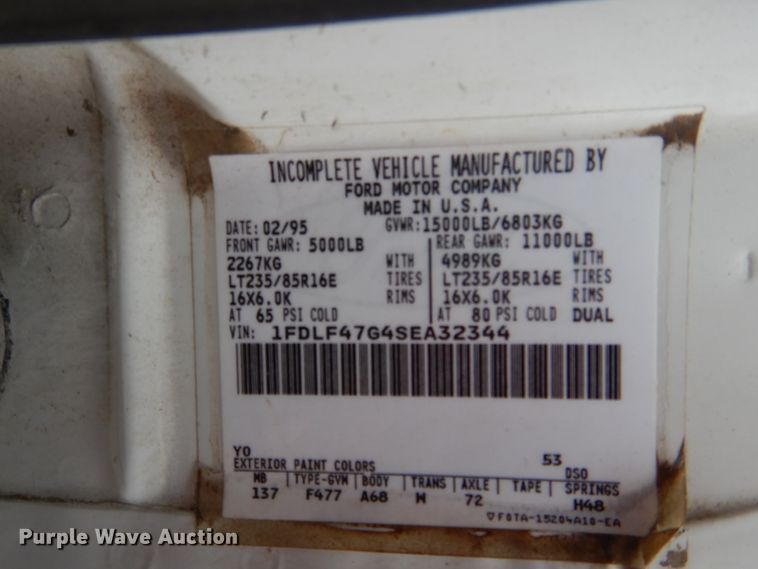 INCOMPLETE VEHICLE MANUFACTURED BY
FORD MOTOR COMPANY
MADE IN U.S.A.
DATE: 02/95 GVWR: 15000LB/6803KG
FRONT GAWR: 5000LB REAR GAWR: 11000LB
2267KG WITH 4989KG WITH
LT235/85R16E TIRES LT235/85R16E TIRES
16X6.0K RIMS 16X6.0K RIMS
AT 65 PSI COLD AT 80 PSI COLD DUAL
VIN: 1FDLF47G4SEA32344
YO 53
EXTERIOR PAINT COLORS DSO
WB TYPE-GVM BODY TRANS AXLE TAPE SPRINGS
137 F477 A68 M 72 H48
▽F0TA-15204A10-EA
Purple Wave Auction